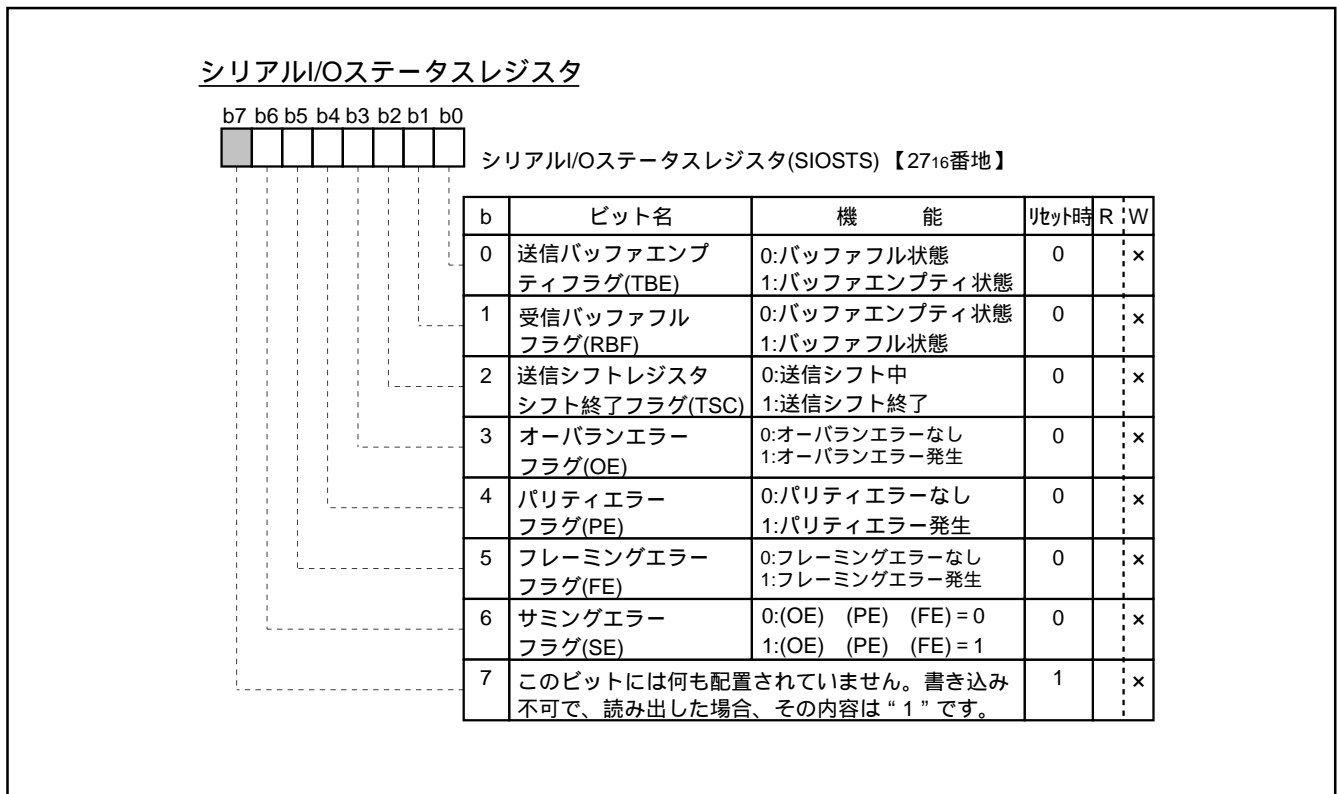 シリアルI/Oステータスレジスタ
b7 b6 b5 b4 b3 b2 b1 b0
シリアルI/Oステータスレジスタ(SIOSTS)【2716番地】
b ビット名 機 能 リセット時 R W
0 送信バッファエンプ 0:バッファフル状態 0 ×
ティフラグ(TBE) 1:バッファエンプティ状態
1 受信バッファフル 0:バッファエンプティ状態 0 ×
フラグ(RBF) 1:バッファフル状態
2 送信シフトレジスタ 0:送信シフト中 0 ×
シフト終了フラグ(TSC) 1:送信シフト終了
3 オーバランエラー 0:オーバランエラーなし 0 ×
フラグ(OE) 1:オーバランエラー発生
4 パリティエラー 0:パリティエラーなし 0 ×
フラグ(PE) 1:パリティエラー発生
5 フレーミングエラー 0:フレーミングエラーなし 0 ×
フラグ(FE) 1:フレーミングエラー発生
6 サミングエラー 0:(OE) (PE) (FE)=0 0 ×
フラグ(SE) 1:(OE) (PE) (FE)=1
7 このビットには何も配置されていません。書き込み 1 ×
不可で、読み出した場合、その内容は“1”です。